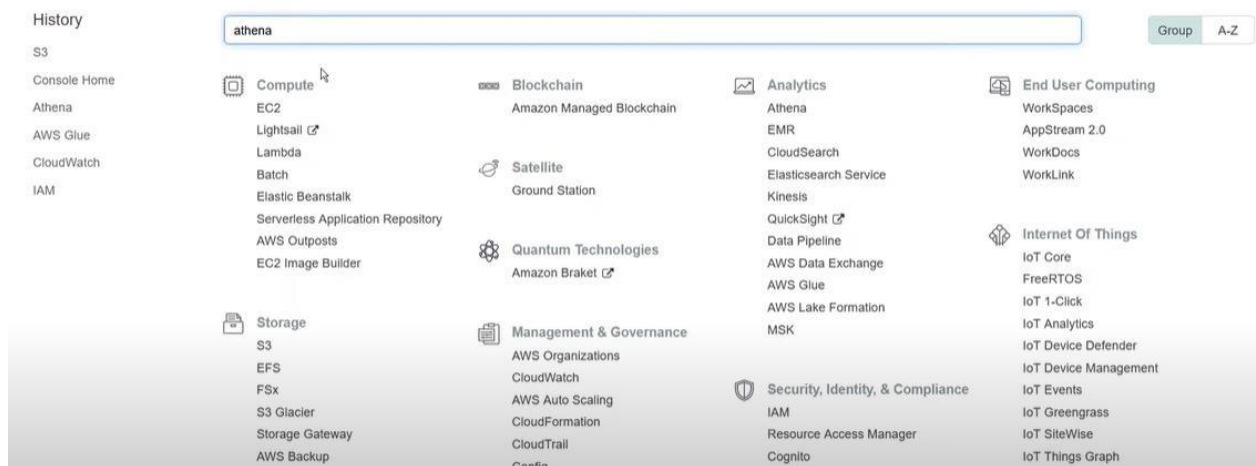 History
S3
Console Home
Athena
AWS Glue
CloudWatch
IAM
athena
Group
A-Z
Compute
EC2
Lightsail
Lambda
Batch
Elastic Beanstalk
Serverless Application Repository
AWS Outposts
EC2 Image Builder
Storage
S3
EFS
FSx
S3 Glacier
Storage Gateway
AWS Backup
Blockchain
Amazon Managed Blockchain
Satellite
Ground Station
Quantum Technologies
Amazon Braket
Management & Governance
AWS Organizations
CloudWatch
AWS Auto Scaling
CloudFormation
CloudTrail
Config
Analytics
Athena
EMR
CloudSearch
Elasticsearch Service
Kinesis
QuickSight
Data Pipeline
AWS Data Exchange
AWS Glue
AWS Lake Formation
MSK
Security, Identity, & Compliance
IAM
Resource Access Manager
Cognito
End User Computing
WorkSpaces
AppStream 2.0
WorkDocs
WorkLink
Internet Of Things
IoT Core
FreeRTOS
IoT 1-Click
IoT Analytics
IoT Device Defender
IoT Device Management
IoT Events
IoT Greengrass
IoT SiteWise
IoT Things Graph